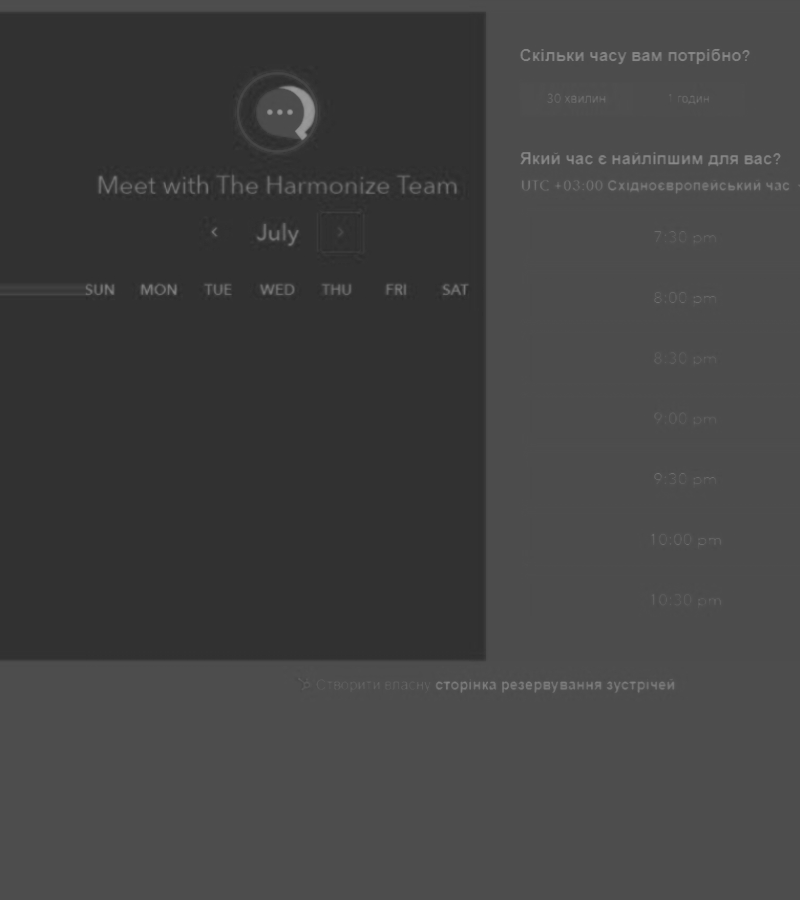 Meet with The Harmonize Team
July
SUN MON TUE WED THU FRI SAT
Скільки часу вам потрібно?
30 хвилин 1 годин
Який час є найліпшим для вас?
UTC +03:00 Східноєвропейський час
7:30 pm
8:00 pm
8:30 pm
9:00 pm
9:30 pm
10:00 pm
10:30 pm
Створити власну сторінка резервування зустрічей